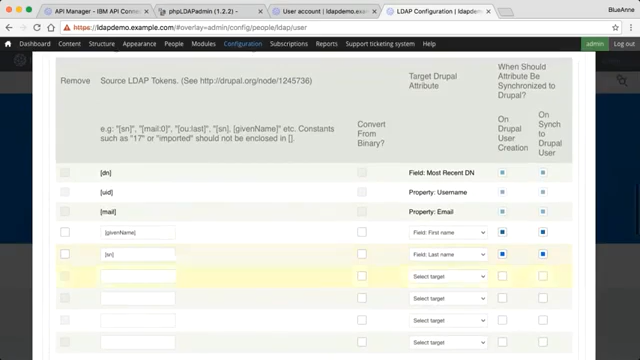 API Manager - IBM API Conne
phpLDAPadmin (1.2.2) -
User account | ldapdemo.exam
LDAP Configuration | ldapdem
BlueAnne
https://ldapdemo.example.com/#overlay=admin/config/people/ldap/user
Dashboard Content Structure Appearance People Modules Configuration Reports Support ticketing system Help admin Log out
Remove
Source LDAP Tokens. (See http://drupal.org/node/1245736)
e.g: "[sn]", "[mail:0]", "[ou:last]", "[sn], [givenName]" etc. Constants
such as "17" or "imported" should not be enclosed in [].
Convert
From
Binary?
Target Drupal
Attribute
When Should
Attribute Be
Synchronized to
Drupal?
On
Drupal
User
Creation
On
Synch
to
Drupal
User
[dn] Field: Most Recent DN
[uid] Property: Username
[mail] Property: Email
[givenName] Field: First name
[sn] Field: Last name
Select target
Select target
Select target
Select target